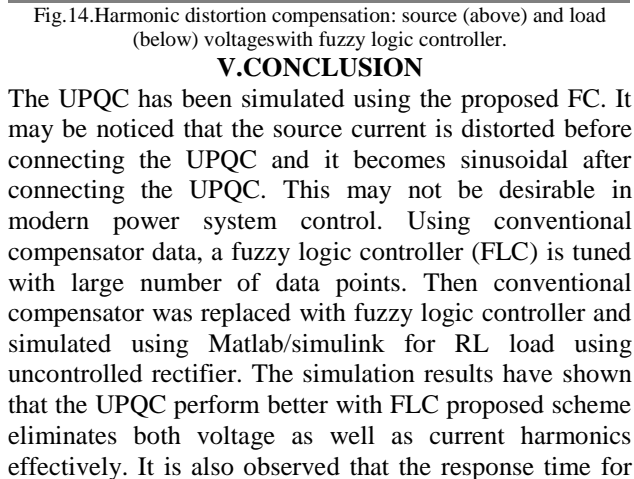 Fig.14.Harmonic distortion compensation: source (above) and load
(below) voltageswith fuzzy logic controller.
V.CONCLUSION
The UPQC has been simulated using the proposed FC. It
may be noticed that the source current is distorted before
connecting the UPQC and it becomes sinusoidal after
connecting the UPQC. This may not be desirable in
modern power system control. Using conventional
compensator data, a fuzzy logic controller (FLC) is tuned
with large number of data points. Then conventional
compensator was replaced with fuzzy logic controller and
simulated using Matlab/simulink for RL load using
uncontrolled rectifier. The simulation results have shown
that the UPQC perform better with FLC proposed scheme
eliminates both voltage as well as current harmonics
effectively. It is also observed that the response time for